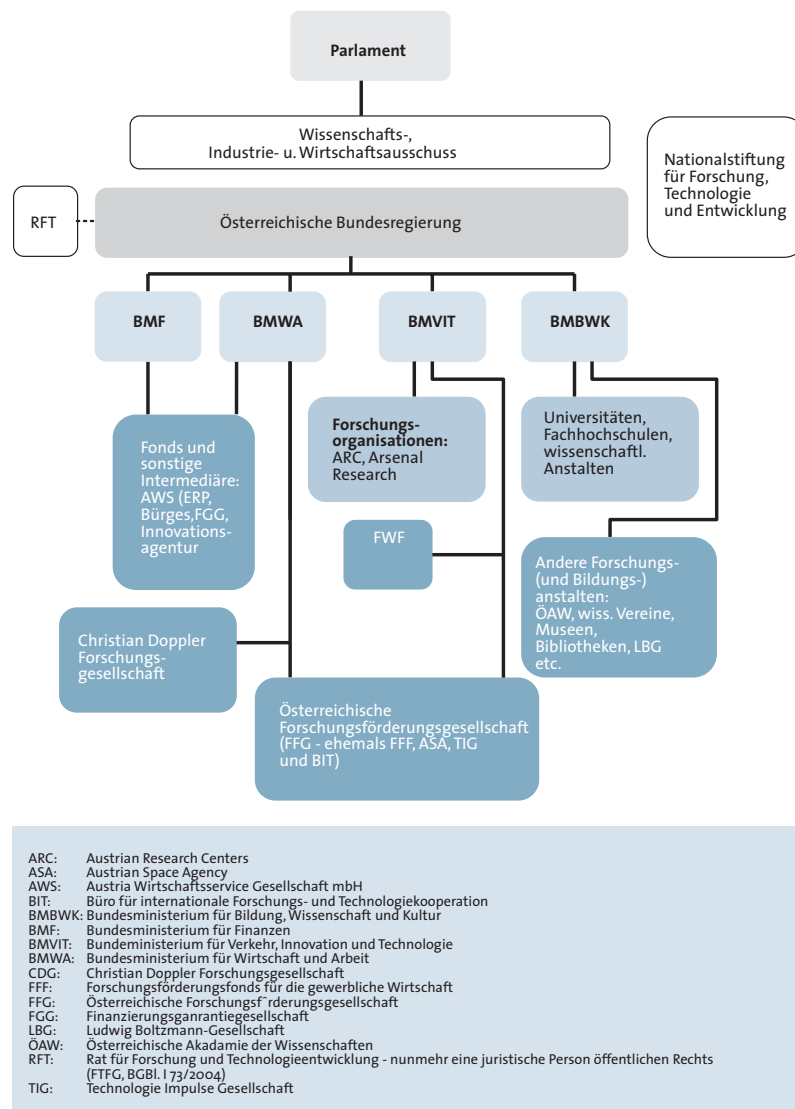 Parlament
Wissenschafts-,
Industrie- u. Wirtschaftsausschuss
Nationalstiftung
für Forschung,
Technologie
und Entwicklung
RFT
Österreichische Bundesregierung
BMF
BMWA
BMVIT
BMBWK
Fonds und
sonstige
Intermediäre:
AWS (ERP,
Bürges,FGG,
Innovations-
agentur
Forschungs-
organisationen:
ARC, Arsenal
Research
Universitäten,
Fachhochschulen,
wissenschaftl.
Anstalten
FWF
Andere Forschungs-
(und Bildungs-)
anstalten:
ÖAW, wiss. Vereine,
Museen,
Bibliotheken, LBG
etc.
Christian Doppler
Forschungs-
gesellschaft
Österreichische
Forschungsförderungsgesellschaft
(FFG - ehemals FFF, ASA, TIG
und BIT)
ARC: Austrian Research Centers
ASA: Austrian Space Agency
AWS: Austria Wirtschaftsservice Gesellschaft mbH
BIT: Büro für internationale Forschungs- und Technologiekooperation
BMBWK: Bundesministerium für Bildung, Wissenschaft und Kultur
BMF: Bundesministerium für Finanzen
BMVIT: Bundeministerium für Verkehr, Innovation und Technologie
BMWA: Bundesministerium für Wirtschaft und Arbeit
CDG: Christian Doppler Forschungsgesellschaft
FFF: Forschungsförderungsfonds für die gewerbliche Wirtschaft
FFG: Österreichische Forschungsfˆrderungsgesellschaft
FGG: Finanzierungsganrantiegesellschaft
LBG: Ludwig Boltzmann-Gesellschaft
ÖAW: Österreichische Akadamie der Wissenschaften
RFT: Rat für Forschung und Technologieentwicklung - nunmehr eine juristische Person öffentlichen Rechts
(FTFG, BGBl. I 73/2004)
TIG: Technologie Impulse Gesellschaft